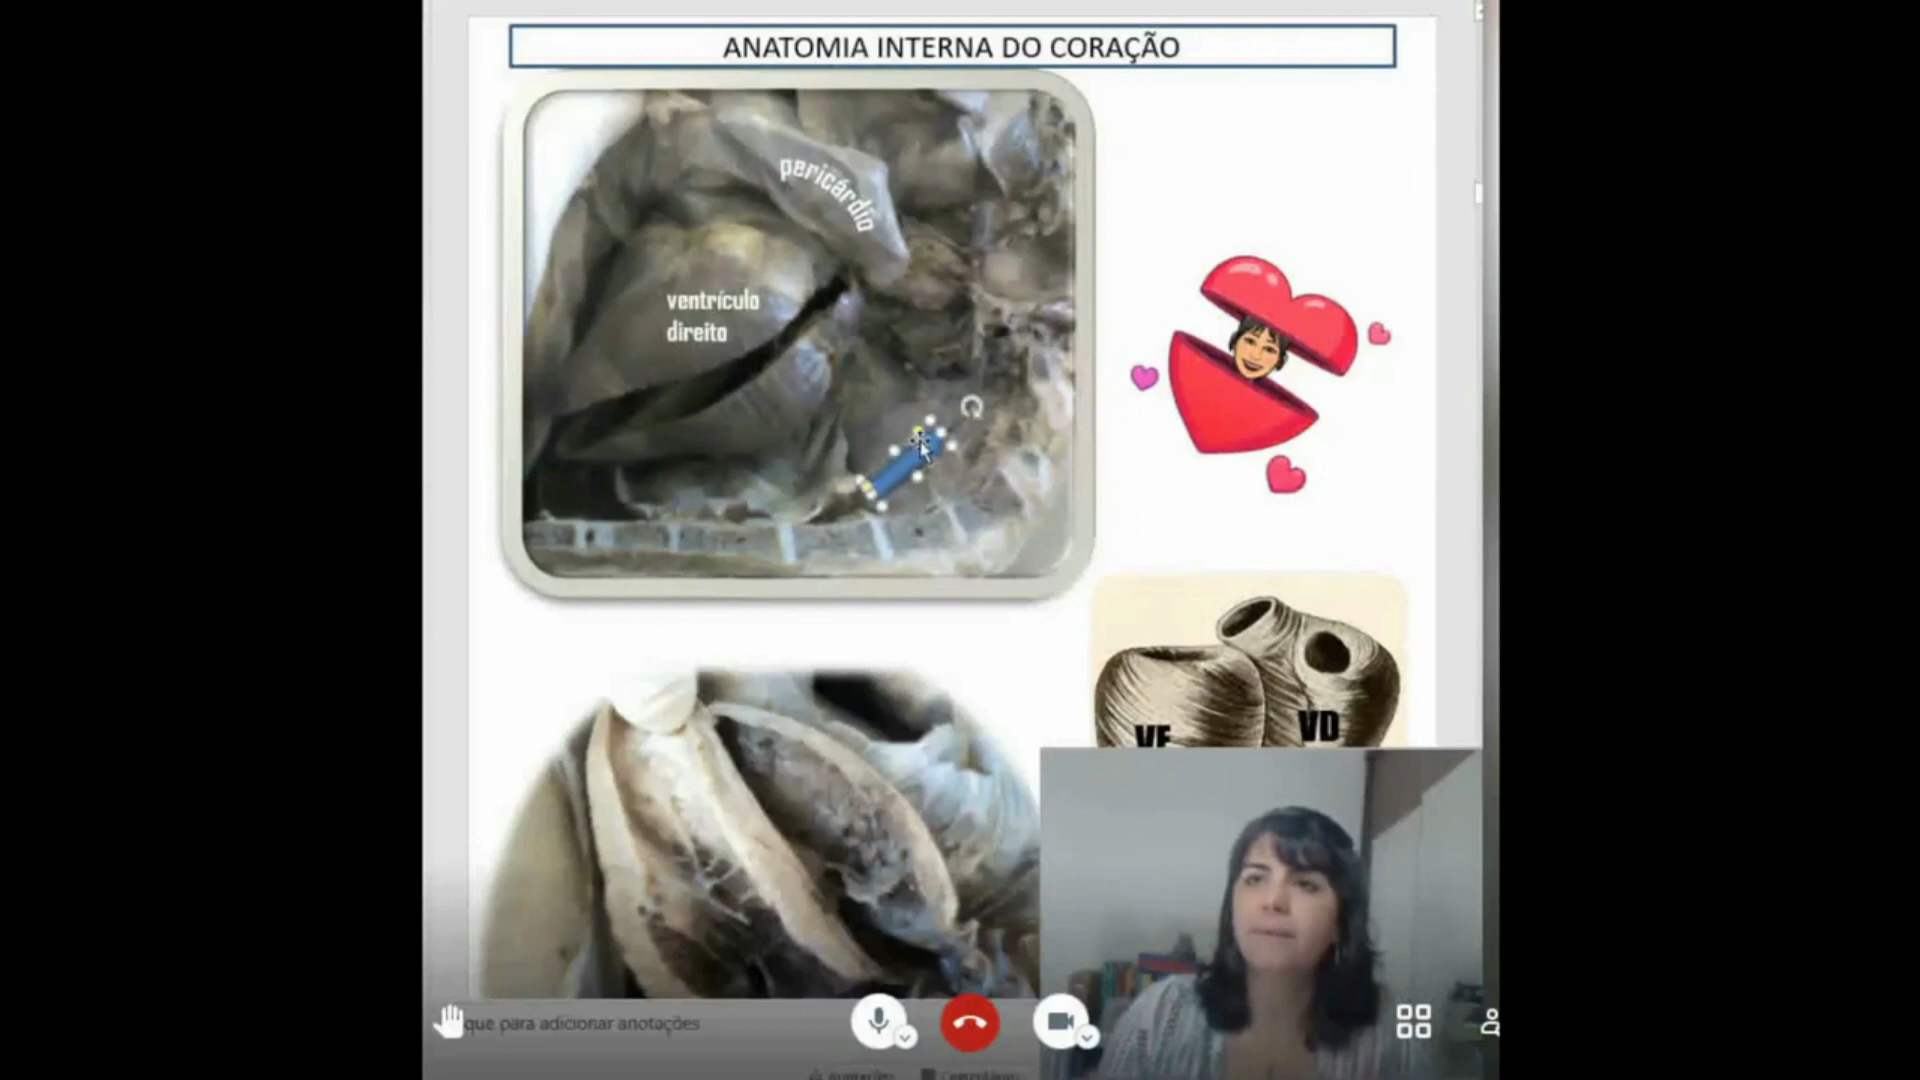 ANATOMIA INTERNA DO CORAÇÃO
pericárdio
ventrículo
direito
VD
que para adicionar anotações